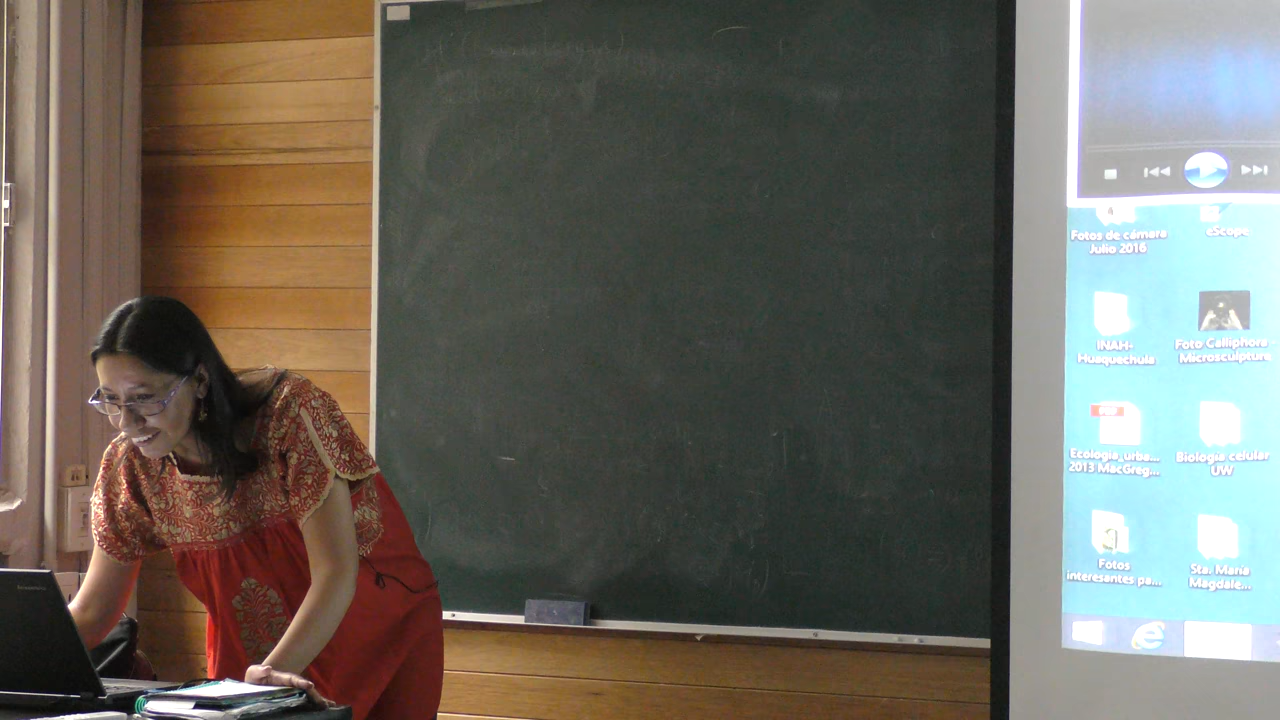 Fotos de cámara
Julio 2016
eScope
INAH-
Huaquechula
Foto Calliphora
Microsculpture
PDF
Ecologia_urba...
2013 MacGreg...
Biologia celular
UW
Fotos
interesantes pa...
Sta. Maria
Magdale...